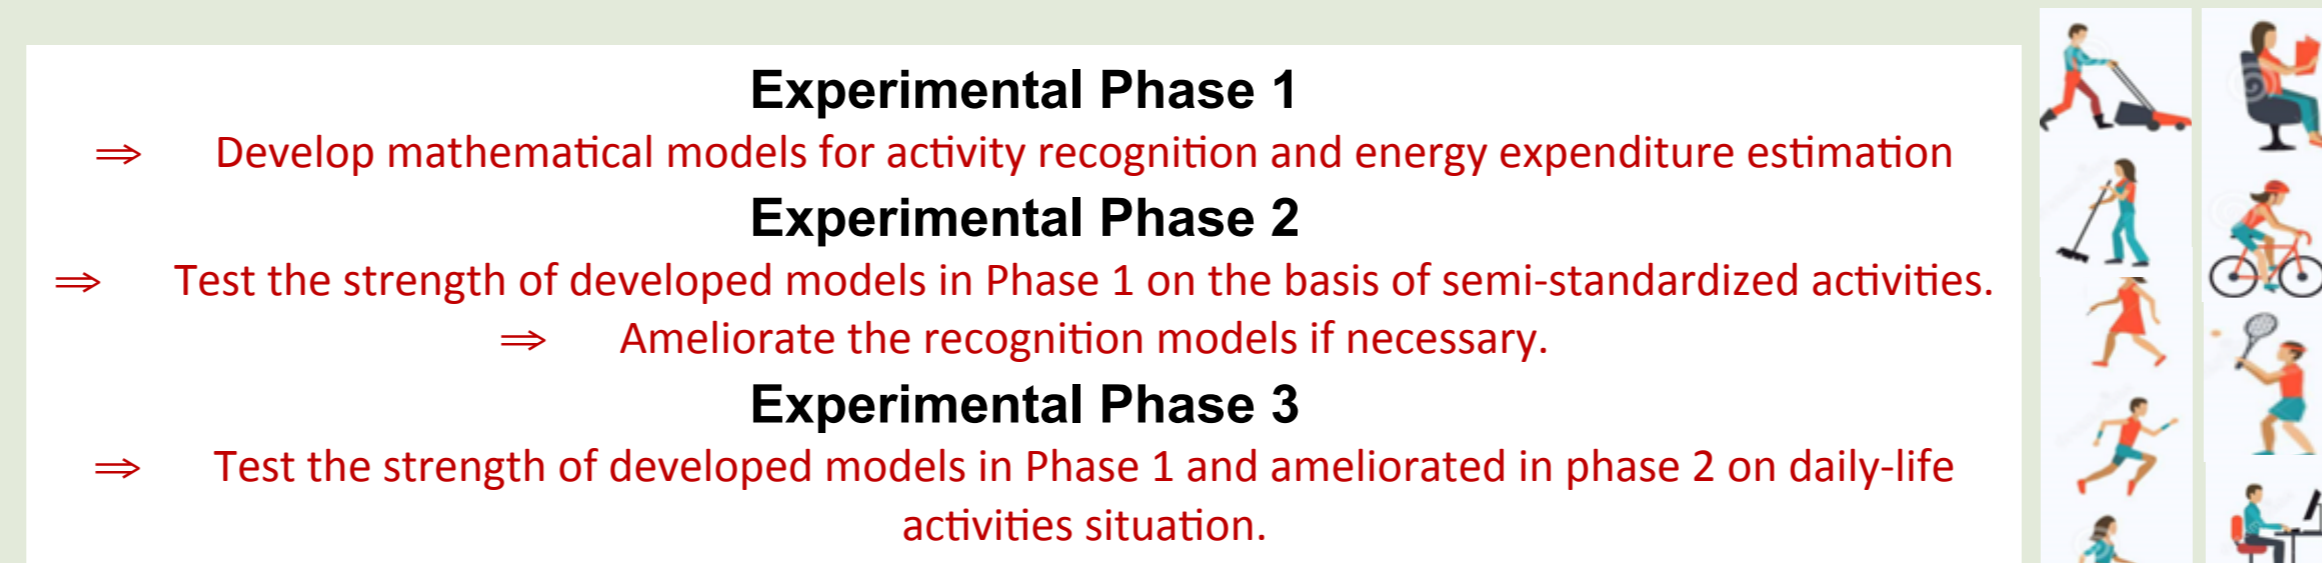 Experimental Phase 1
⇒ Develop mathematical models for activity recognition and energy expenditure estimation
Experimental Phase 2
⇒ Test the strength of developed models in Phase 1 on the basis of semi-standardized activities.
⇒ Ameliorate the recognition models if necessary.
Experimental Phase 3
⇒ Test the strength of developed models in Phase 1 and ameliorated in phase 2 on daily-life
activities situation.